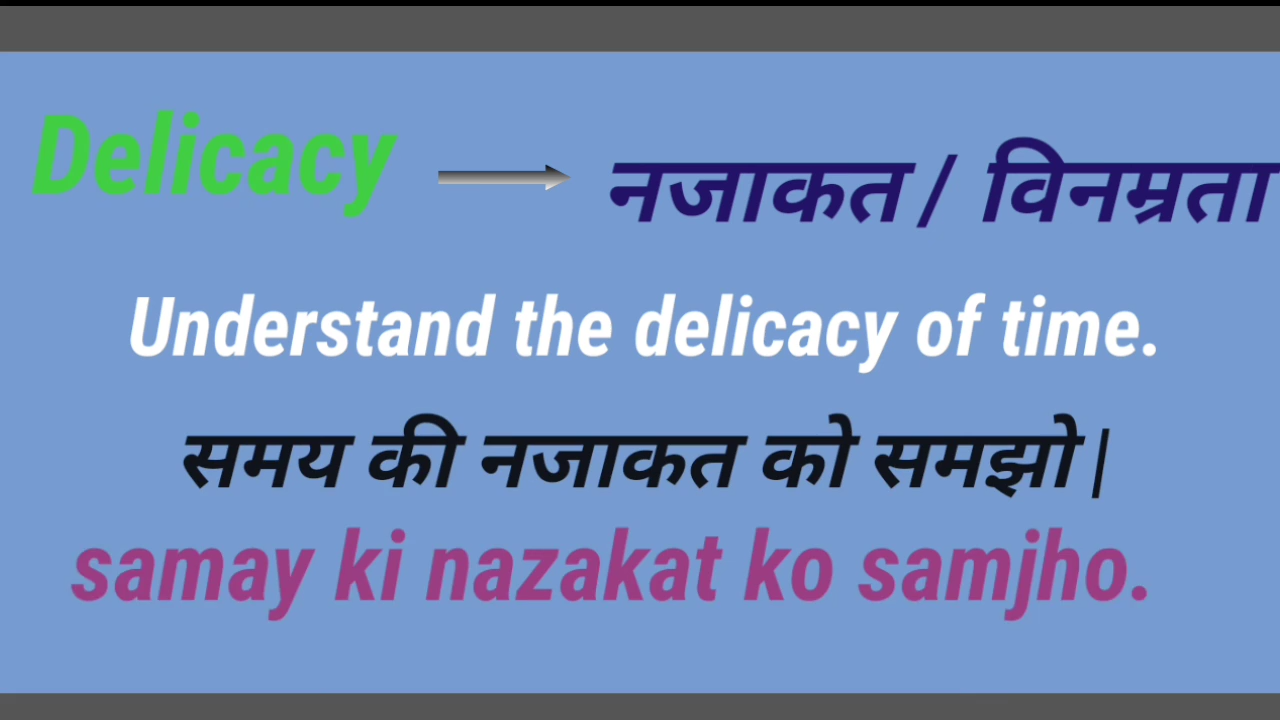 Delicacy → नजाकत / विनम्रता
Understand the delicacy of time.
समय की नजाकत को समझो |
samay ki nazakat ko samjho.